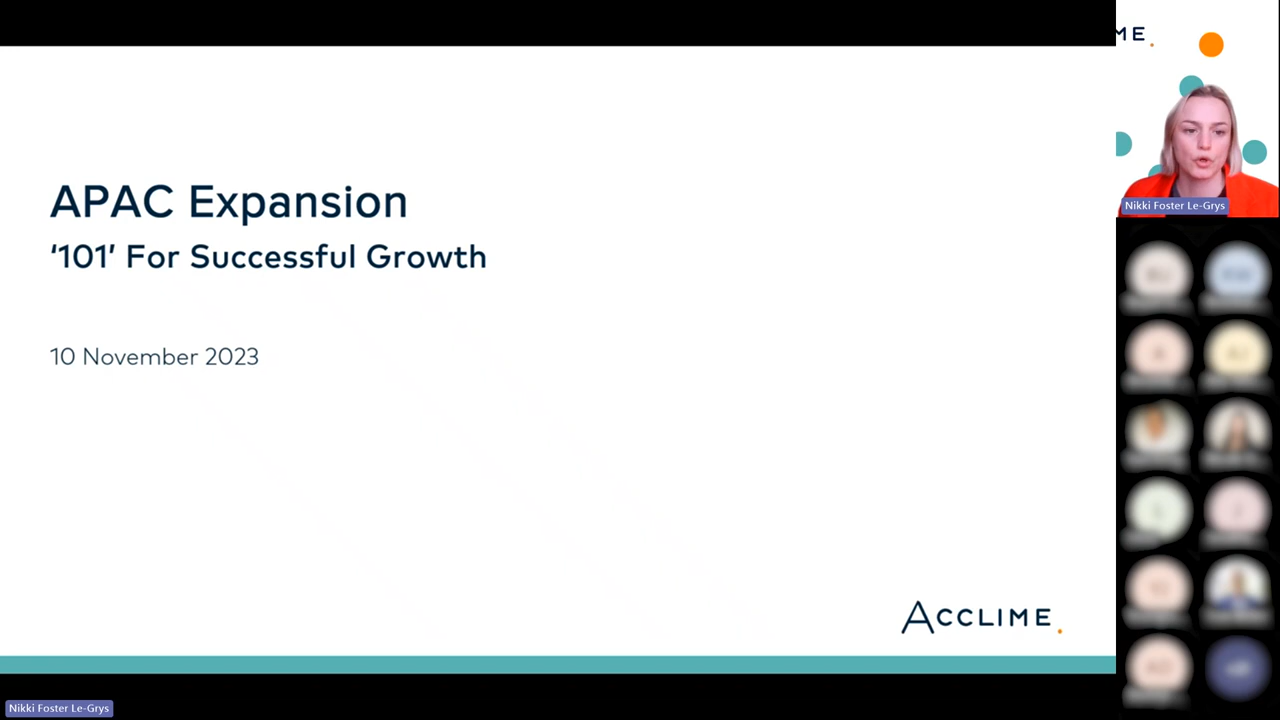 APAC Expansion
‘101’ For Successful Growth
10 November 2023
ACCLIME.
ME.
Nikki Foster Le-Grys
Nikki Foster Le-Grys